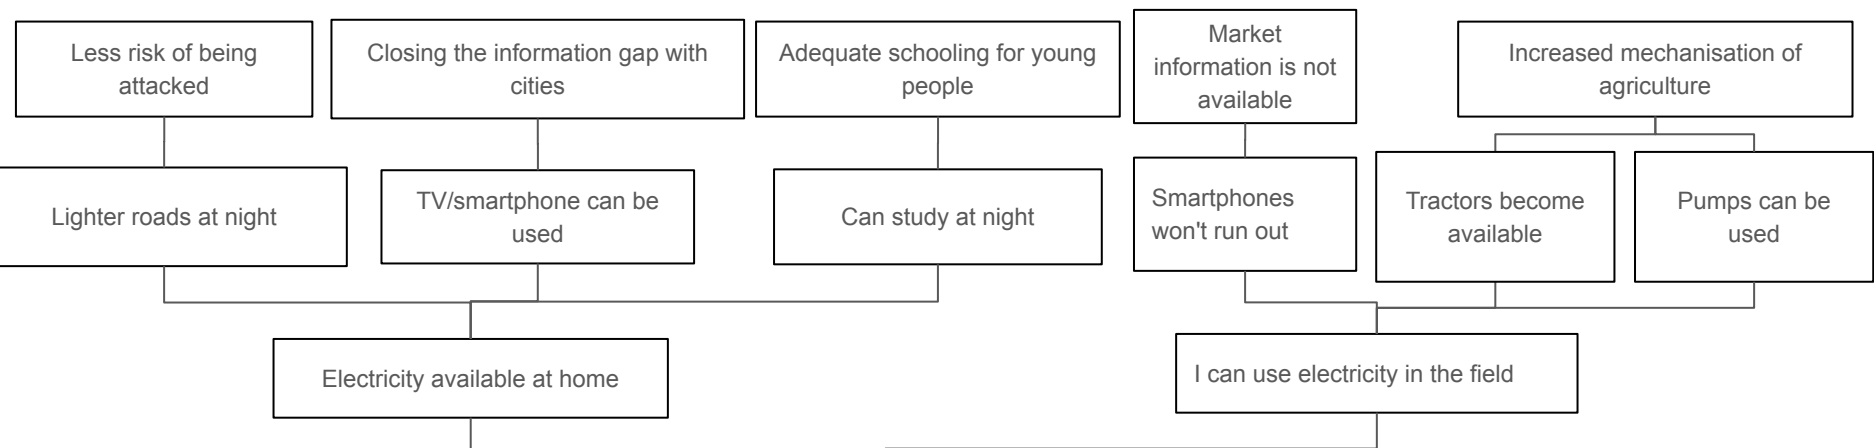 Less risk of being
attacked
Closing the information gap with
cities
Adequate schooling for young
people
Market
information is not
available
Increased mechanisation of
agriculture
Lighter roads at night
TV/smartphone can be
used
Can study at night
Smartphones
won't run out
Tractors become
available
Pumps can be
used
Electricity available at home
I can use electricity in the field